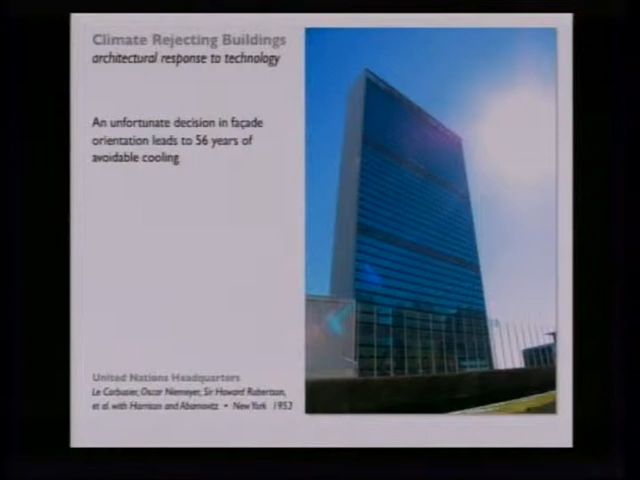 Climate Rejecting Buildings
architectural response to technology
An unfortunate decision in façade
orientation leads to 56 years of
avoidable cooling
United Nations Headquarters
Le Corbusier, Oscar Niemeyer, Sir Howard Robertson,
et al. with Harrison and Abamovitz • New York 1953